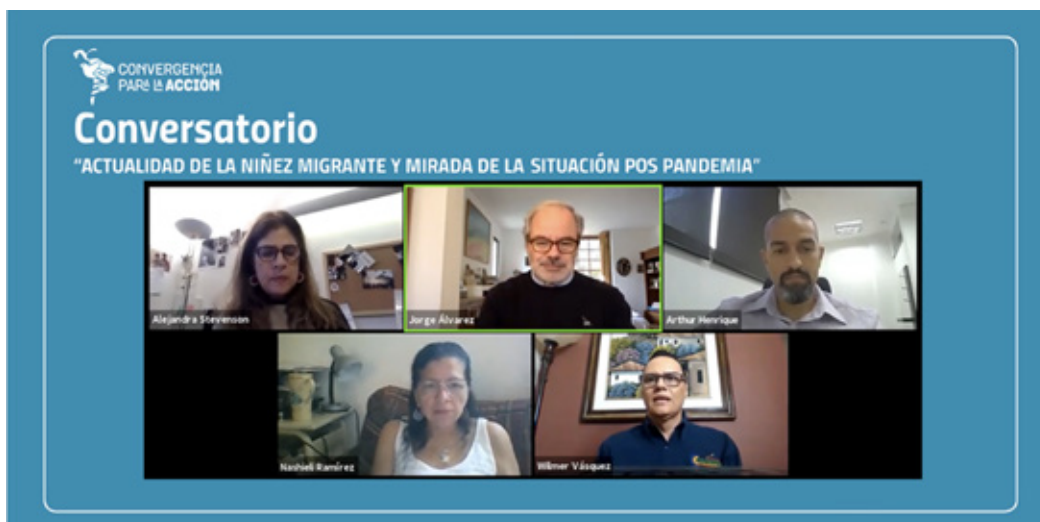 CONVERGENCIA
PARA LA ACCIÓN
Conversatorio
"ACTUALIDAD DE LA NIÑEZ MIGRANTE Y MIRADA DE LA SITUACIÓN POS PANDEMIA"
Alejandra Stevenson
Jorge Álvarez
Arthur Henrique
Nashieli Ramírez
Wilmer Vásquez